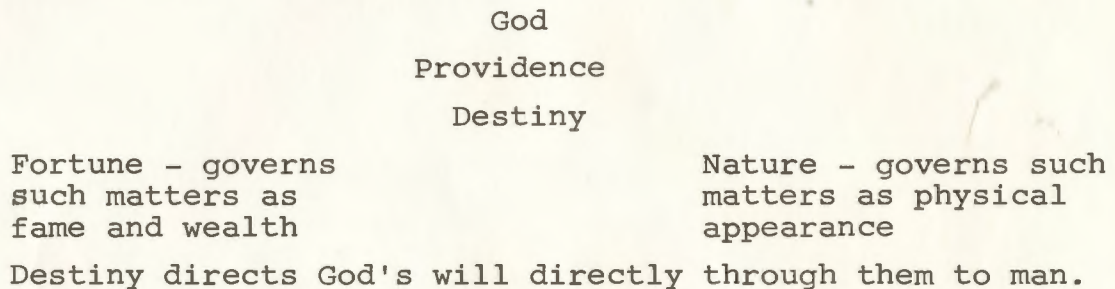 God
Providence
Destiny
Fortune - governs
such matters as
fame and wealth
Nature - governs such
matters as physical
appearance
Destiny directs God's will directly through them to man.